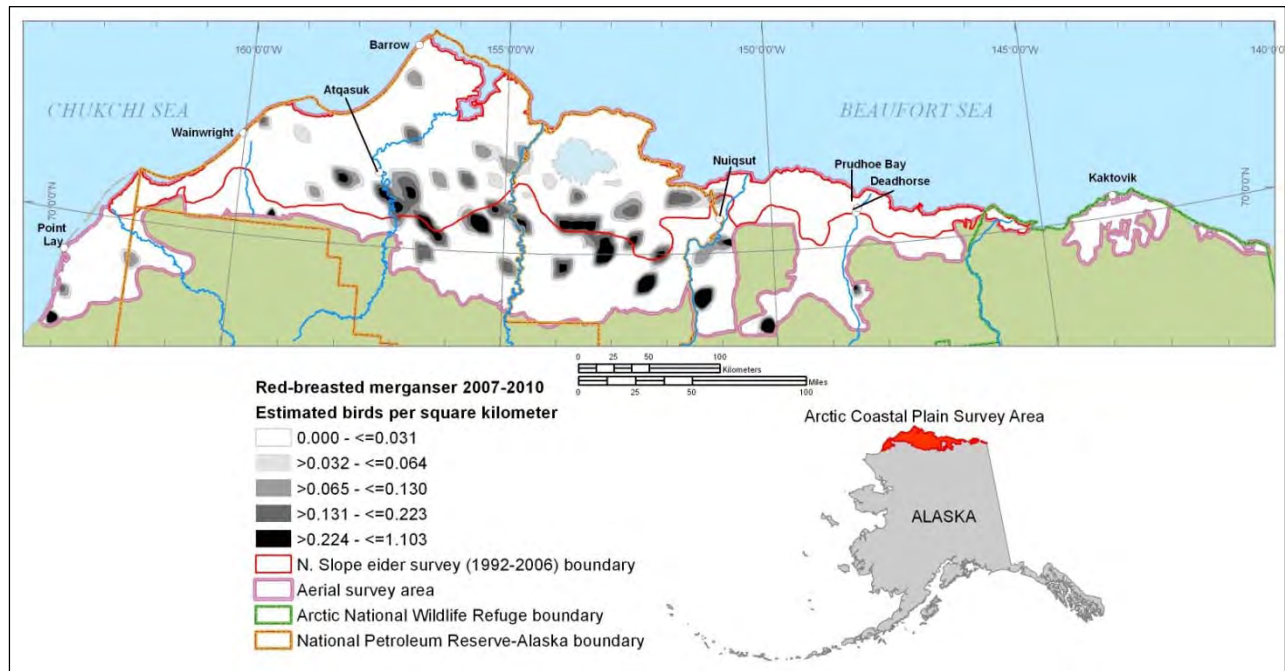 160°0'0"W
155°0'0"W
150°0'0"W
145°0'0"W
140°0'0"W
Barrow
Atqasuk
CHUKCHI SEA
BEAUFORT SEA
Wainwright
Nuiqsut
Prudhoe Bay
Deadhorse
Kaktovik
70°0'0"N
70°0'0"N
Point
Lay
0 25 50 100
Kilometers
Miles
0 25 50 100
Red-breasted merganser 2007-2010
Estimated birds per square kilometer
0.000 - <=0.031
>0.032 - <=0.064
>0.065 - <=0.130
>0.131 - <=0.223
>0.224 - <=1.103
N. Slope eider survey (1992-2006) boundary
Aerial survey area
Arctic National Wildlife Refuge boundary
National Petroleum Reserve-Alaska boundary
Arctic Coastal Plain Survey Area
ALASKA